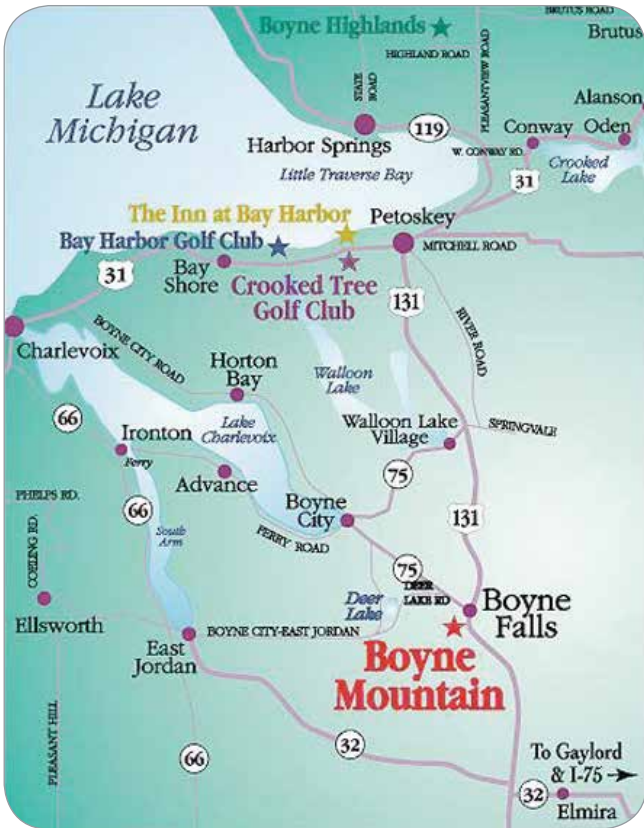 BRUTUS ROAD
Boyne Highlands
Brutus
HIGHLAND ROAD
STATE
ROAD
PLEASANTVIEW ROAD
Lake
Michigan
Alanson
Harbor Springs
119
Conway
Oden
W. CONWAY RD.
Crooked
Lake
Little Traverse Bay
31
The Inn at Bay Harbor
Petoskey
Bay Harbor Golf Club
MITCHELL ROAD
31
Bay
Shore
Crooked Tree
Golf Club
131
RIVER ROAD
Charlevoix
BOYNE CITY ROAD
Horton
Bay
Walloon
Lake
66
Ironton
Lake
Charlevoix
Walloon Lake
Village
SPRINGVALE
Ferry
Advance
75
PHELPS RD.
66
Boyne
City
131
COELING RD.
South
Arm
FERRY ROAD
75
DEER
LAKE RD
Deer
Lake
Boyne
Falls
Ellsworth
East
Jordan
BOYNE CITY-EAST JORDAN
Boyne
Mountain
PLEASANT HILL
66
32
To Gaylord
& I-75
32
Elmira